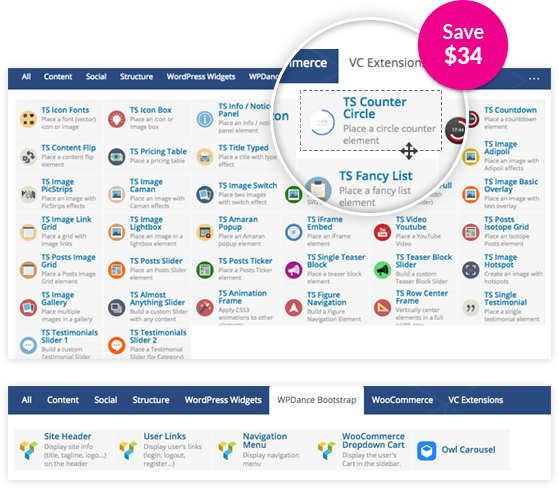 Save
$34
All Content Social Structure WordPress Widgets WPDance
merce VC Extensions
TS Counter
Circle
Place a circle counter
element
TS Fancy List
Place a fancy list
element
TS Icon Fonts
Place a font (vector)
icon or image
TS Icon Box
Place an icon or
image box
TS Info / Notic
Panel
Place an info / notic
panel element
TS Countdown
Place a countdown
element
TS Content Flip
Place a content flip
element
TS Pricing Table
Place a pricing table
TS Title Typed
Place a title with type
effect
TS Image
Adipoli
Place an image with
Adipoli effects
TS Image
PicStrips
Place an image with
PicStrips effects
TS Image
Caman
Place an image with
Caman effects
TS Image Switch
Place two images
with switch effect
TS Image Basic
Overlay
Place an image with
text overlay
TS Image Link
Grid
Place a grid with
image links
TS Image
Lightbox
Place an image in a
lightbox element
TS Amaran
Popup
Place an Amaran
Popup element
TS iFrame
Embed
Place an iFrame
element
TS Video
Youtube
Place a YouTube
Video
TS Posts
Isotope Grid
Place an Isotope
Posts element
TS Posts Image
Grid
Place a Posts Image
Grid element
TS Posts Slider
Place an Posts Slider
element
TS Posts Ticker
Place a Posts Ticker
element
TS Single Teaser
Block
Place a teaser block
element
TS Teaser Block
Slider
Build a custom
Teaser Block Slider
TS Image
Hotspot
Create an image with
hotspots
TS Image
Gallery
Place multiple
images in a gallery
TS Almost
Anything Slider
Build a custom Slider
with any content
TS Animation
Frame
Apply CSS3
animations to other
elements
TS Figure
Navigation
Build a Figure
Navigation Element
TS Row Center
Frame
Vertically center
elements in a full
TS Single
Testimonial
Place a single
testimonial element
TS Testimonials
Slider 1
Build a custom
Testimonial Slider
TS Testimonials
Slider 2
Place a Testimonials
Slider (by Category)
All Content Social Structure WordPress Widgets WPDance Bootstrap WooCommerce VC Extensions
Site Header
Display site info
(title, tagline, logo...)
on the header
User Links
Display user's links
(login, logout,
register...)
Navigation
Menu
Display navigation
menu
WooCommerce
Dropdown Cart
Display the user's
Cart in the sidebar.
Owl Carousel